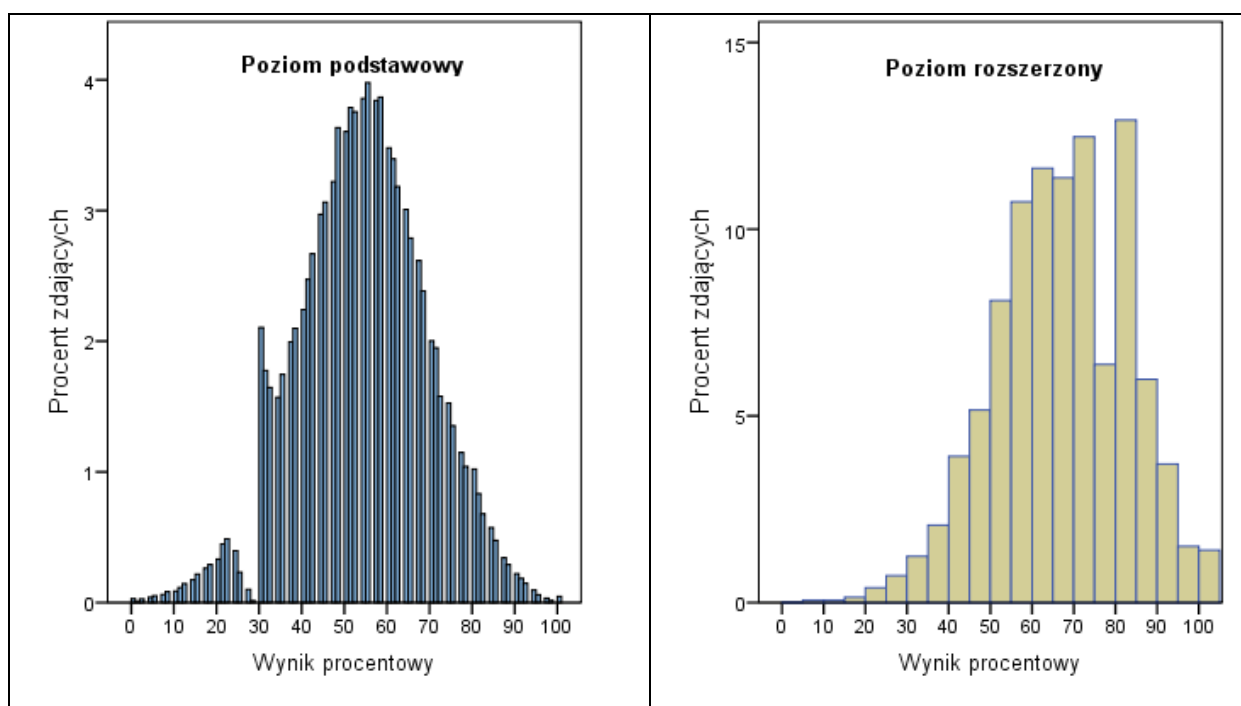 Poziom podstawowy
4
3
2
1
0
Procent zdających
0 10 20 30 40 50 60 70 80 90 100
Wynik procentowy
Poziom rozszerzony
15
10
5
0
Procent zdających
0 10 20 30 40 50 60 70 80 90 100
Wynik procentowy